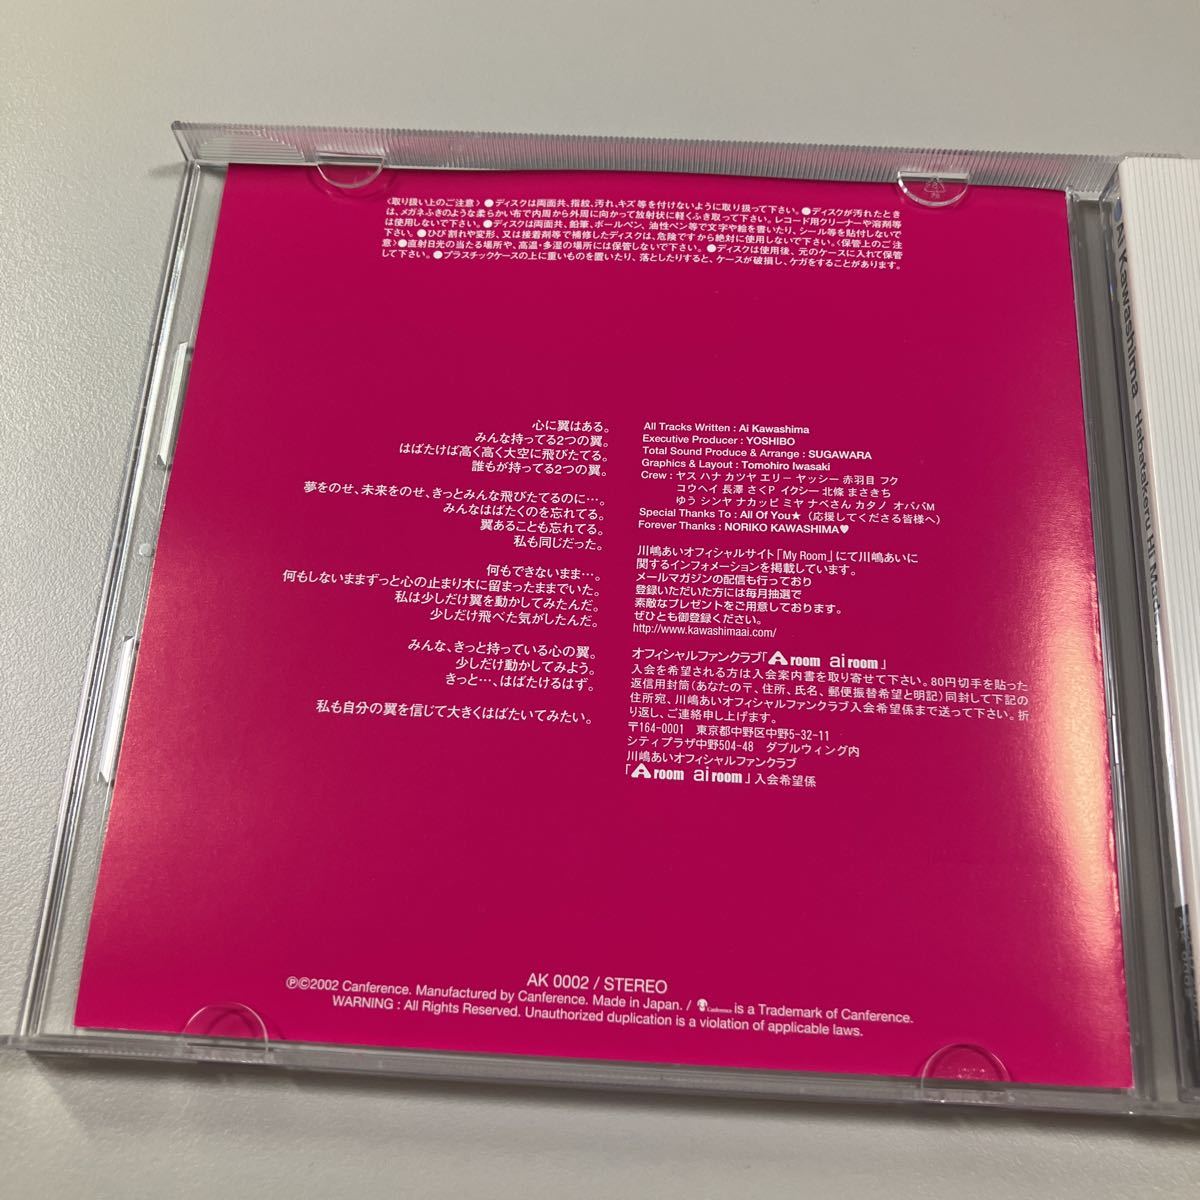 〈取り扱い上のご注意〉●ディスクは両面共、指紋、汚れ、キズ等を付けないように取り扱って下さい。●ディスクが汚れたとき
は、メガネふきのような柔らかい布で内周から外周に向かって放射状に軽くふき取って下さい。レコード用クリーナーや溶剤等
は使用しないで下さい。●ディスクは両面共、鉛筆、ボールペン、油性ペン等で文字や絵を書いたり、シール等を貼付しないで
下さい。●ひび割れや変形、又は接着剤等で補修したディスクは、危険ですから絶対に使用しないで下さい。〈保管上のご注
意〉●直射日光の当たる場所や、高温・多湿の場所には保管しないで下さい。●ディスクは使用後、元のケースに入れて保管
して下さい。●プラスチックケースの上に重いものを置いたり、落としたりすると、ケースが破損し、ケガをすることがあります。
心に翼はある。
みんな持ってる2つの翼。
はばたけば高く高く大空に飛びたてる。
誰もが持ってる2つの翼。
夢をのせ、未来をのせ、きっとみんな飛びたてるのに…。
みんなはばたくのを忘れてる。
翼あることも忘れてる。
私も同じだった。
何もできないまま…。
何もしないままずっと心の止まり木に留まったままでいた。
私は少しだけ翼を動かしてみたんだ。
少しだけ飛べた気がしたんだ。
みんな、きっと持っている心の翼。
少しだけ動かしてみよう。
きっと…、はばたけるはず。
私も自分の翼を信じて大きくはばたいてみたい。
All Tracks Written : Ai Kawashima
Executive Producer : YOSHIBO
Total Sound Produce & Arrange : SUGAWARA
Graphics & Layout : Tomohiro Iwasaki
Crew : ヤス ハナ カツヤ エリー ヤッシー 赤羽目 フク
コウヘイ 長澤 さくP イクシー 北條 まさきち
ゆう シンヤ ナカッピ ミヤ ナベさん カタノ オババM
Special Thanks To : All Of You★（応援してくださる皆様へ）
Forever Thanks : NORIKO KAWASHIMA♥
川嶋あいオフィシャルサイト「My Room」にて川嶋あいに
関するインフォメーションを掲載しています。
メールマガジンの配信も行っており
登録いただいた方には毎月抽選で
素敵なプレゼントをご用意しております。
ぜひとも御登録ください。
http://www.kawashimaai.com/
オフィシャルファンクラブ「A room ai room」
入会を希望される方は入会案内書を取り寄せて下さい。80円切手を貼った
返信用封筒（あなたの〒、住所、氏名、郵便振替希望と明記）同封して下記の
住所宛、川嶋あいオフィシャルファンクラブ入会希望係まで送って下さい。折
り返し、ご連絡申し上げます。
〒164-0001 東京都中野区中野5-32-11
シティプラザ中野504-48 ダブルウィング内
川嶋あいオフィシャルファンクラブ
「A room ai room」入会希望係
AK 0002 / STEREO
℗©2002 Canference. Manufactured by Canference. Made in Japan. / Canference is a Trademark of Canference.
WARNING : All Rights Reserved. Unauthorized duplication is a violation of applicable laws.
Ai Kawashima Habatakeru Hi Made